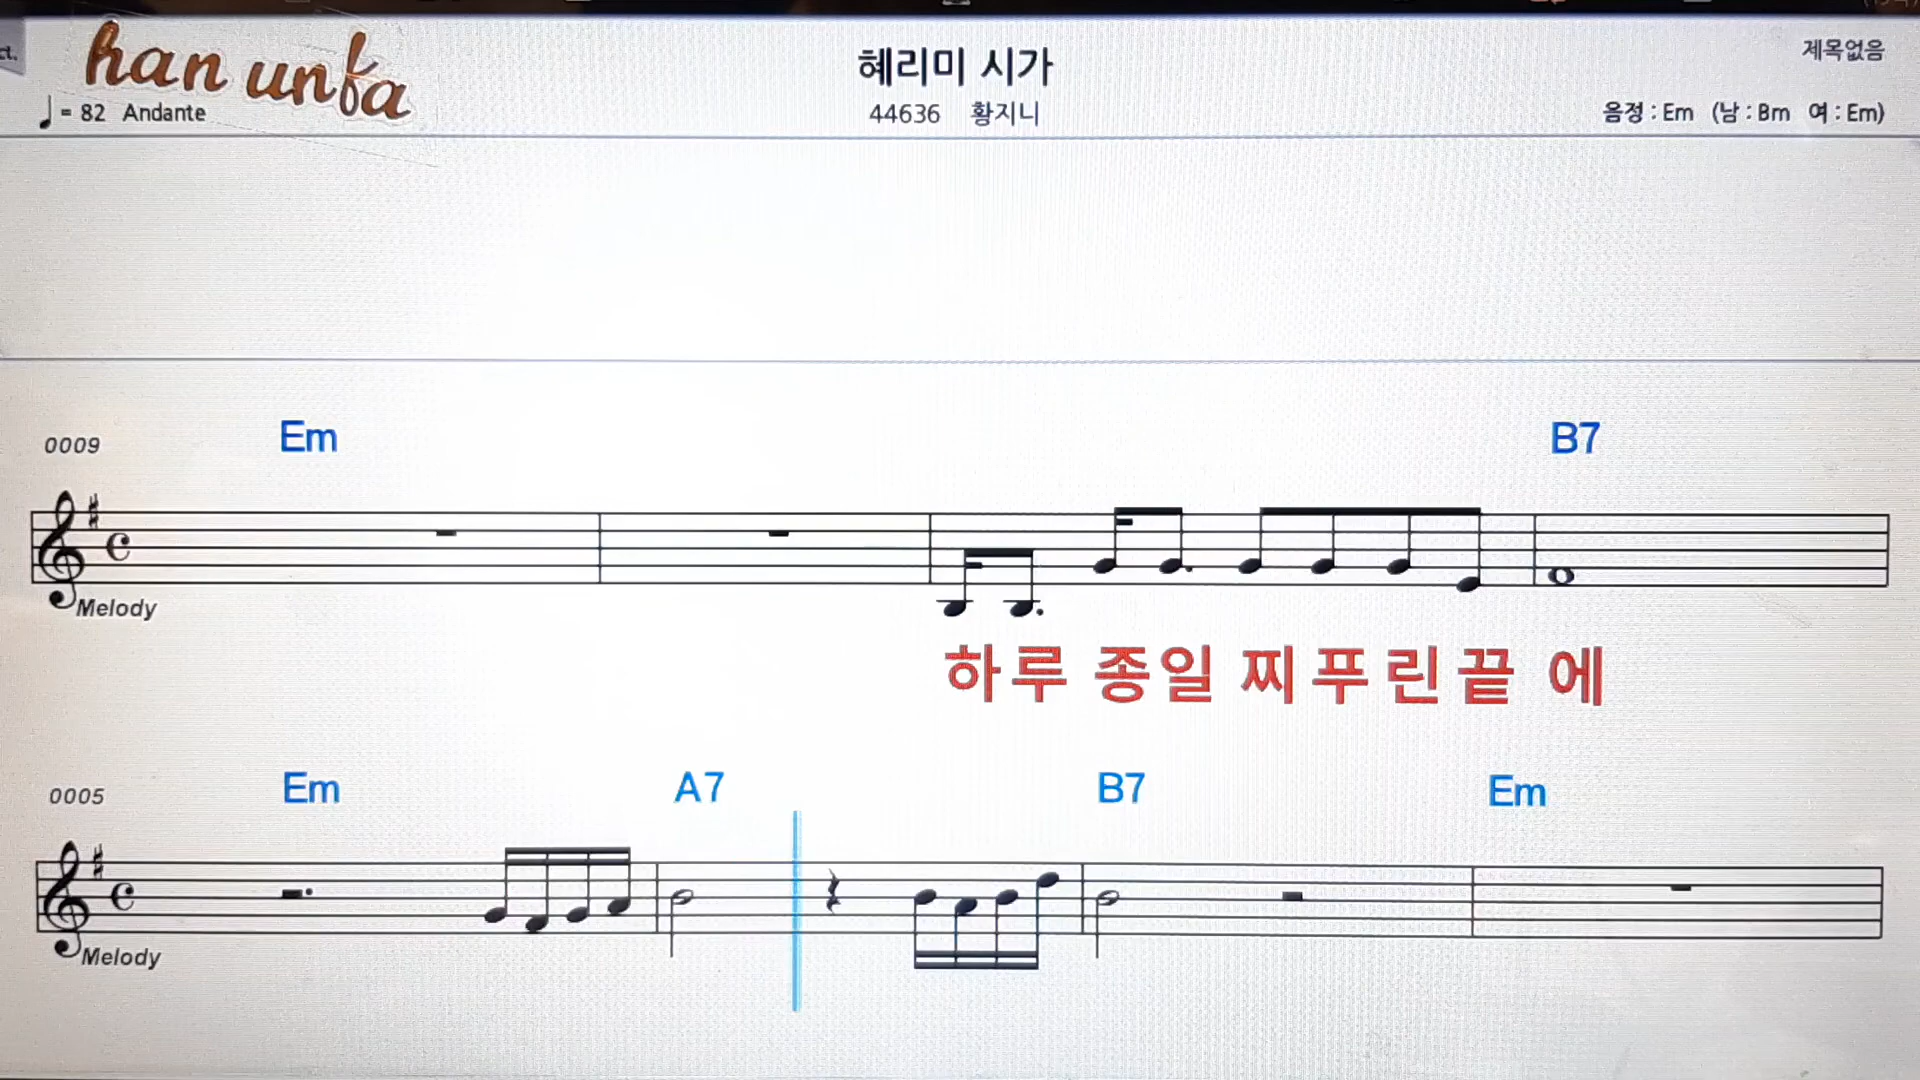 ct.
han unfa
혜리미 시가
제목없음
♩ = 82 Andante
44636 황지니
음정 : Em (남 : Bm 여 : Em)
0009 Em B7
Melody
하루 종일 찌푸린끝 에
0005 Em A7 B7 Em
Melody